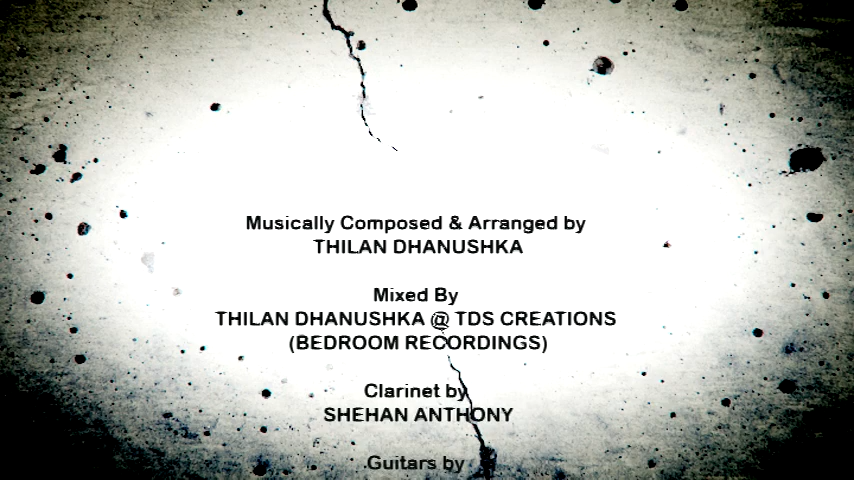 Musically Composed & Arranged by
THILAN DHANUSHKA
Mixed By
THILAN DHANUSHKA @ TDS CREATIONS
(BEDROOM RECORDINGS)
Clarinet by
SHEHAN ANTHONY
Guitars by